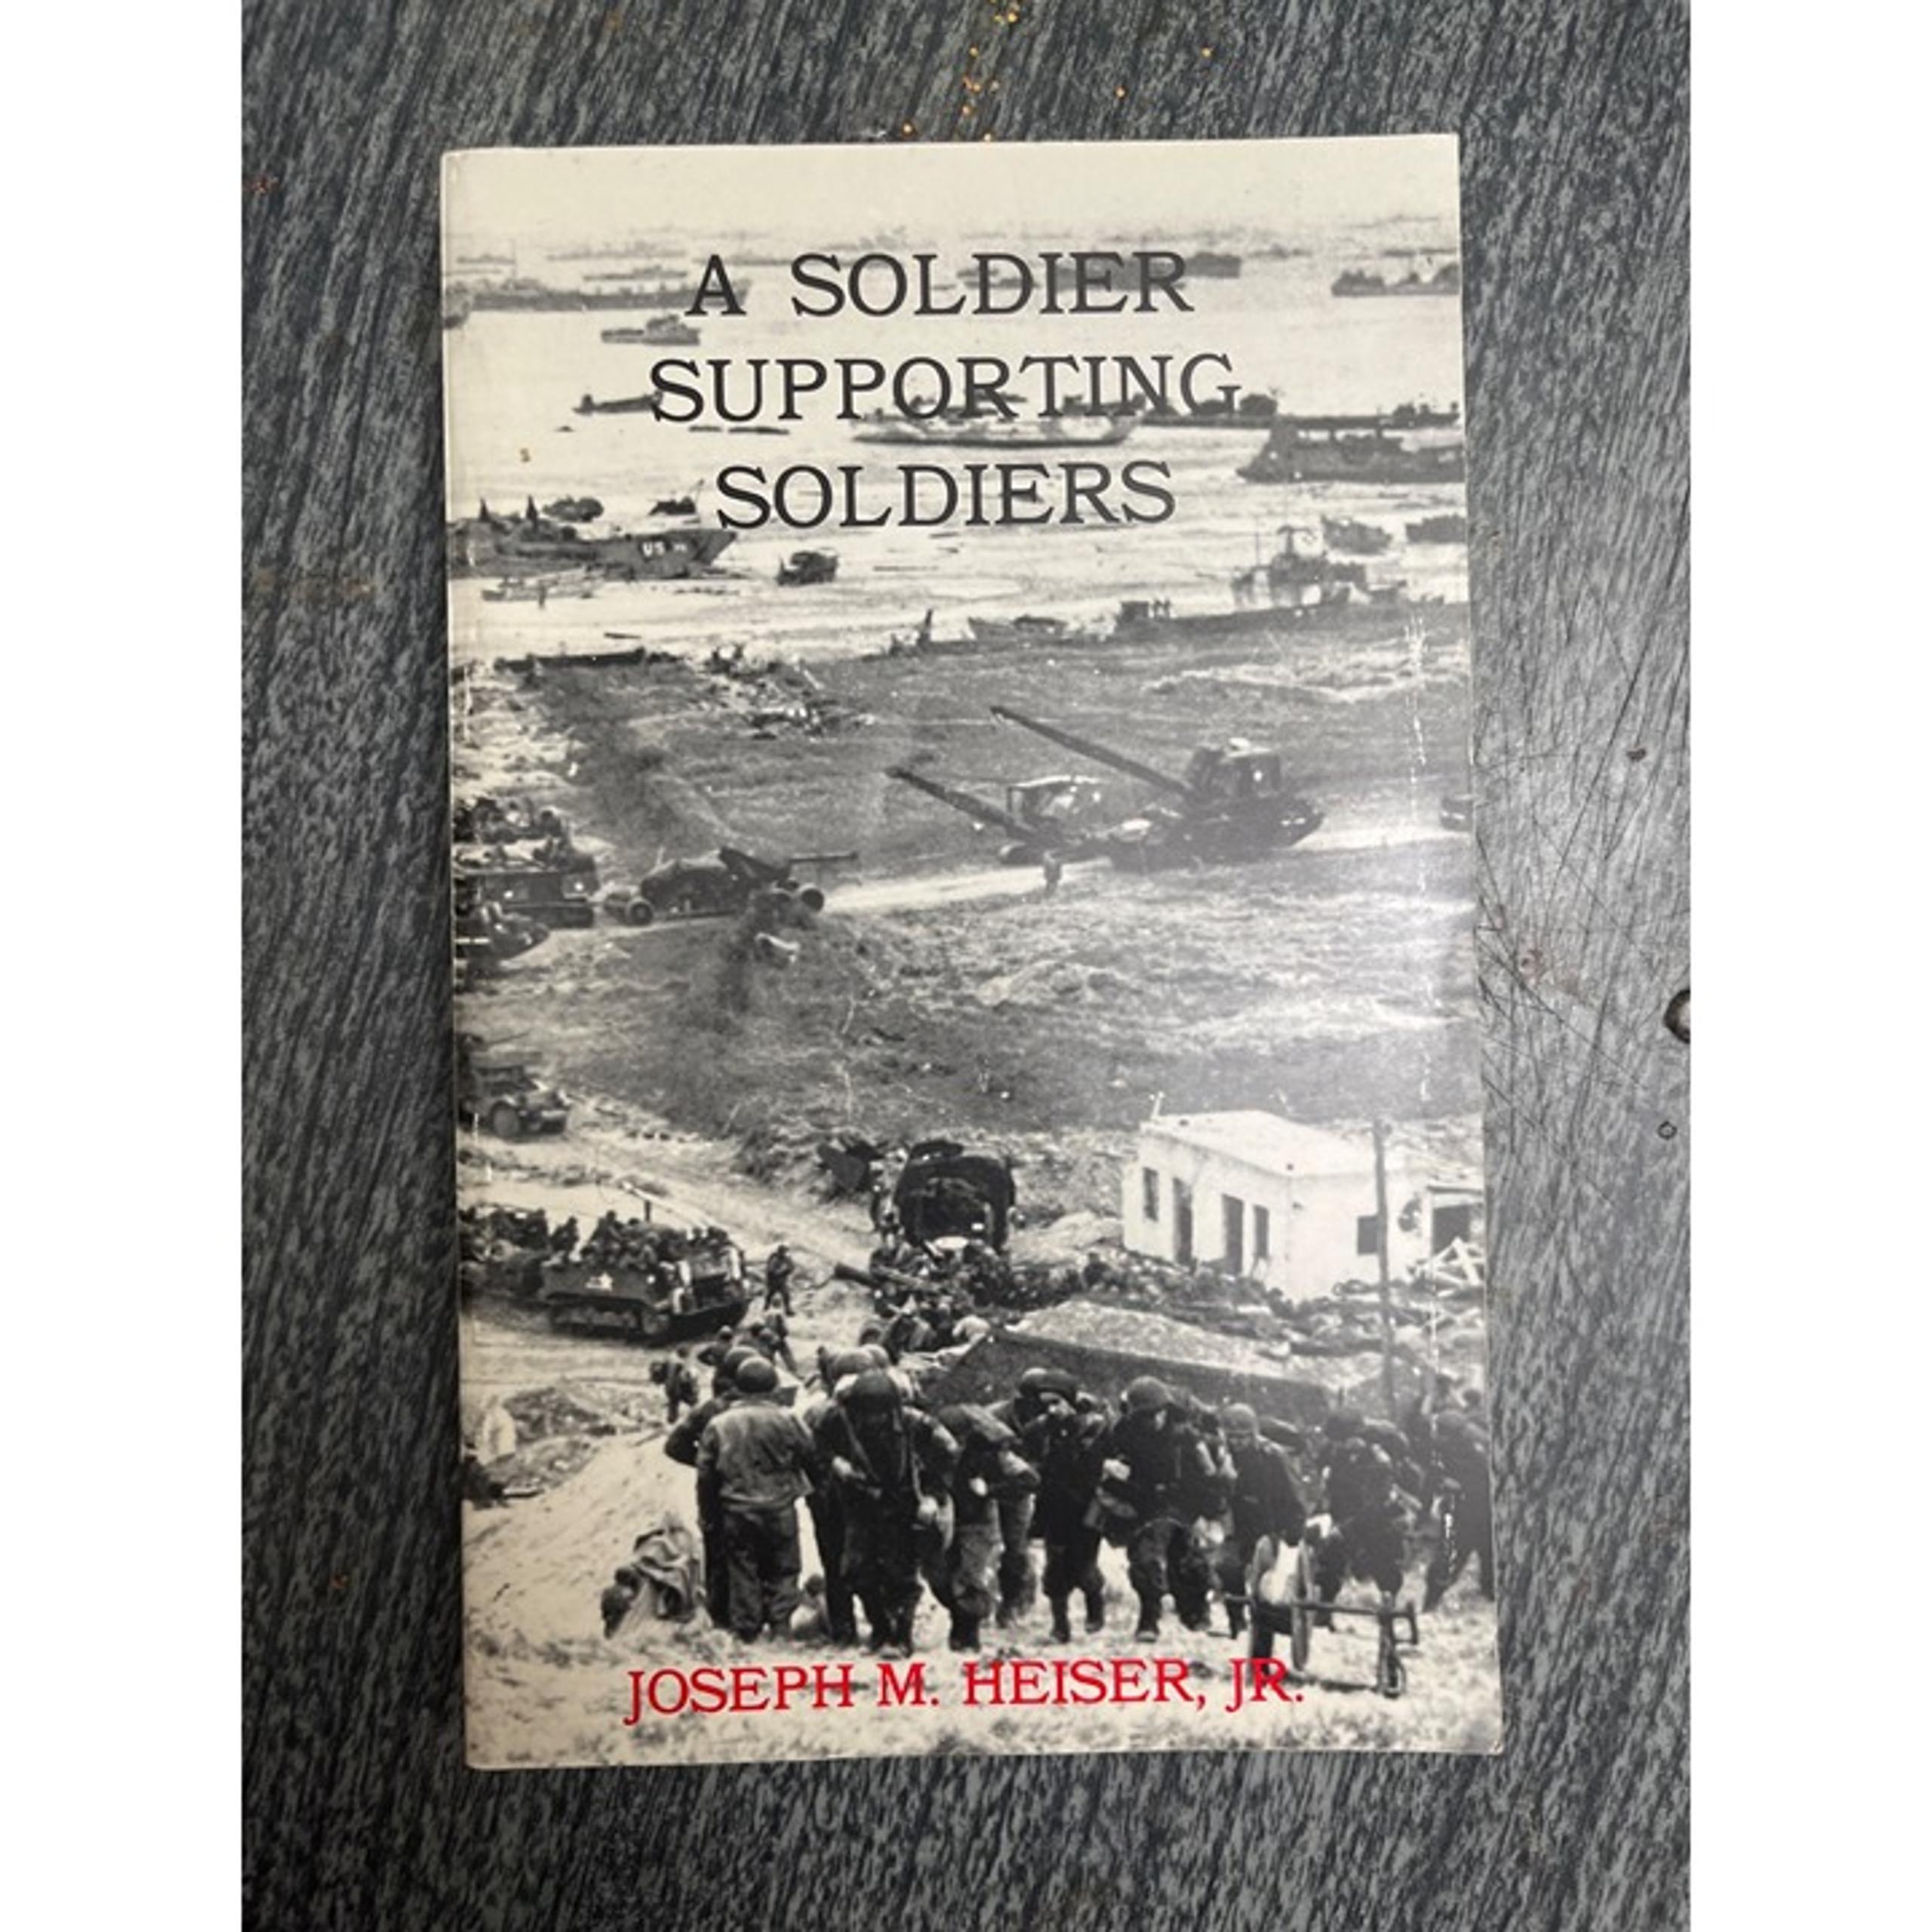 A SOLDIER
SUPPORTING
SOLDIERS
US
JOSEPH M. HEISER, JR.